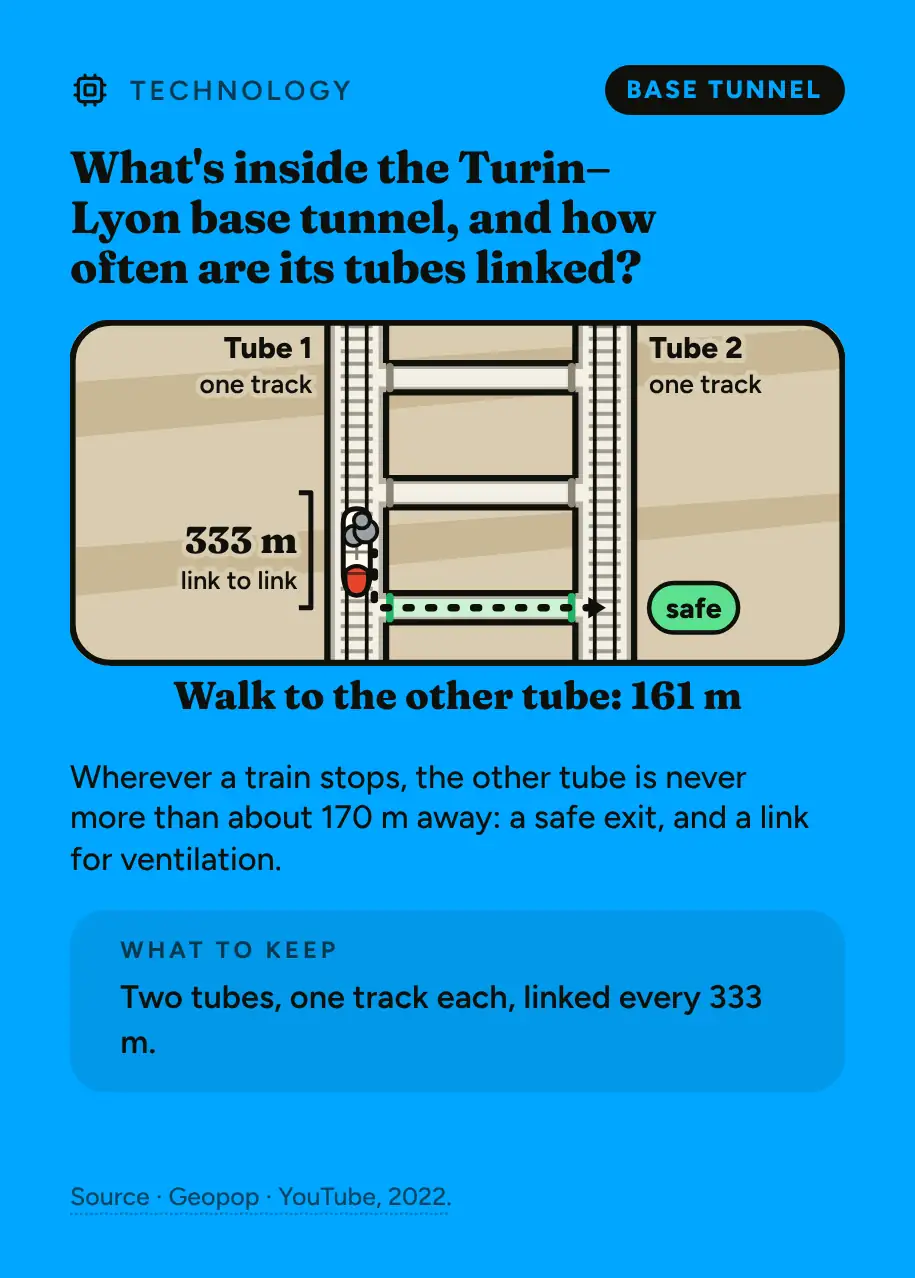 TECHNOLOGY
BASE TUNNEL
What's inside the Turin–
Lyon base tunnel, and how
often are its tubes linked?
Tube 1
one track
Tube 2
one track
333 m
link to link
safe
Walk to the other tube: 161 m
Wherever a train stops, the other tube is never
more than about 170 m away: a safe exit, and a link
for ventilation.
WHAT TO KEEP
Two tubes, one track each, linked every 333
m.
Source · Geopop · YouTube, 2022.